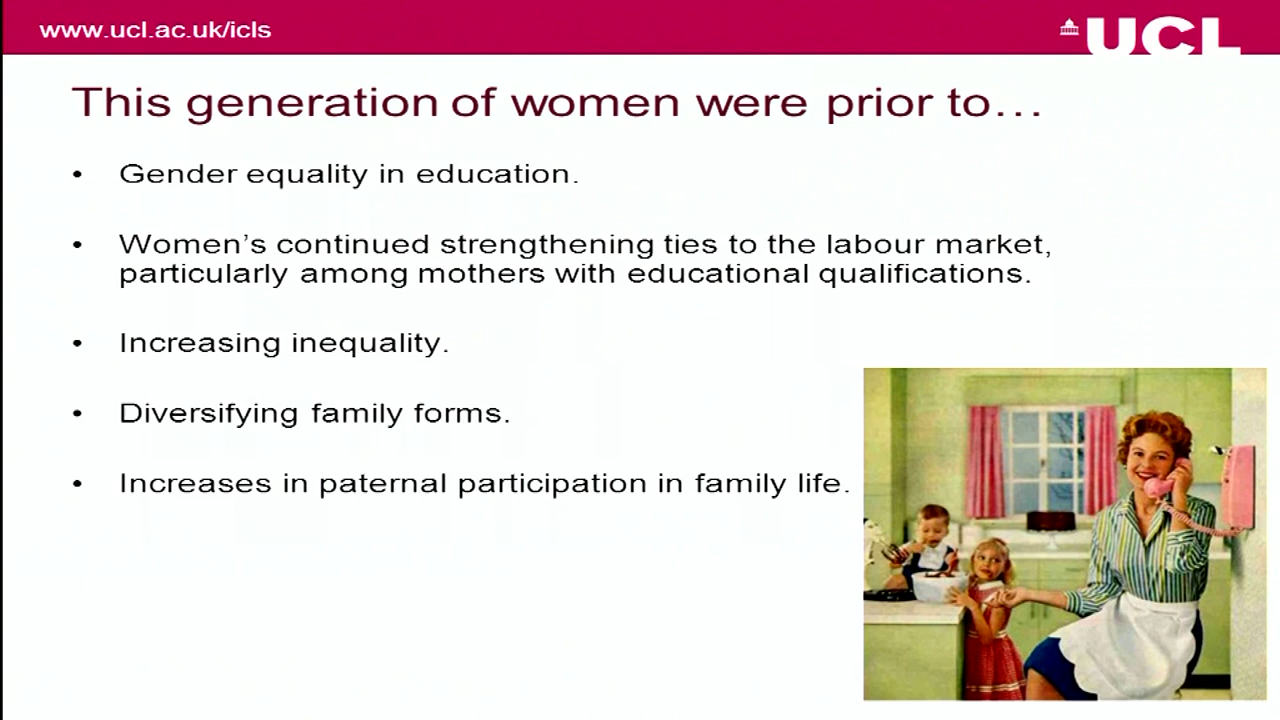 www.ucl.ac.uk/icls
UCL
This generation of women were prior to…
• Gender equality in education.
• Women’s continued strengthening ties to the labour market,
particularly among mothers with educational qualifications.
• Increasing inequality.
• Diversifying family forms.
• Increases in paternal participation in family life.